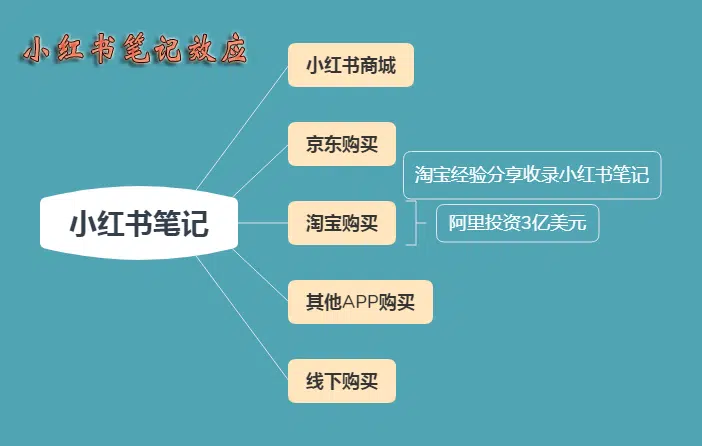 小红书笔记效应
小红书商城
京东购买
淘宝经验分享收录小红书笔记
小红书笔记
淘宝购买
阿里投资3亿美元
其他APP购买
线下购买